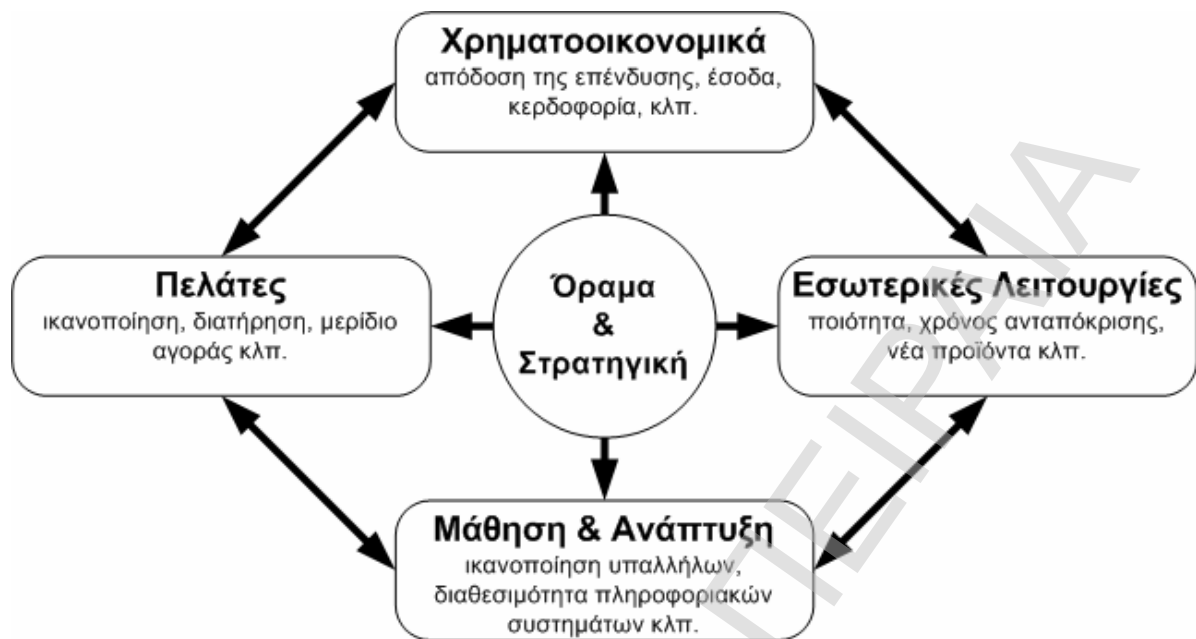 Χρηματοοικονομικά
απόδοση της επένδυσης, έσοδα,
κερδοφορία, κλπ.
Πελάτες
ικανοποίηση, διατήρηση, μερίδιο
αγοράς κλπ.
Όραμα
&
Στρατηγική
Εσωτερικές Λειτουργίες
ποιότητα, χρόνος ανταπόκρισης,
νέα προϊόντα κλπ.
Μάθηση & Ανάπτυξη
ικανοποίηση υπαλλήλων,
διαθεσιμότητα πληροφοριακών
συστημάτων κλπ.
ΠΕΙΡΑΙΑ